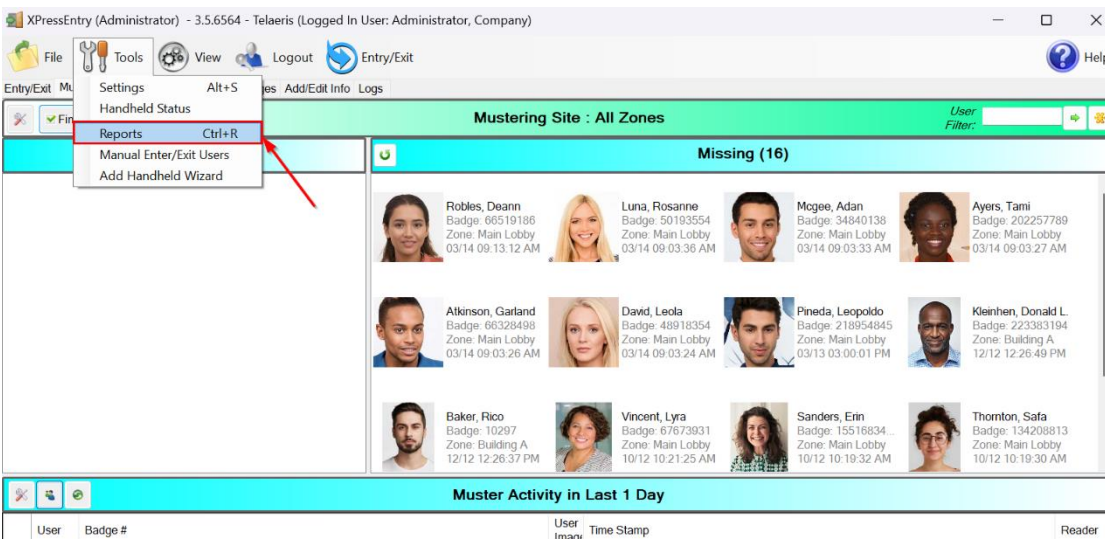 XPressEntry (Administrator) - 3.5.6564 - Telaeris (Logged In User: Administrator, Company)
File Tools View Logout Entry/Exit Help
Entry/Exit Add/Edit Info Logs
Settings Alt+S
Handheld Status
Reports Ctrl+R
Manual Enter/Exit Users
Add Handheld Wizard
Mustering Site : All Zones
User
Filter:
Missing (16)
Robles, Deann
Badge: 66519186
Zone: Main Lobby
03/14 09:13:12 AM
Luna, Rosanne
Badge: 50193554
Zone: Main Lobby
03/14 09:03:36 AM
Mcgee, Adan
Badge: 34840138
Zone: Main Lobby
03/14 09:03:33 AM
Ayers, Tami
Badge: 202257789
Zone: Main Lobby
03/14 09:03:27 AM
Atkinson, Garland
Badge: 66328498
Zone: Main Lobby
03/14 09:03:26 AM
David, Leola
Badge: 48918354
Zone: Main Lobby
03/14 09:03:24 AM
Pineda, Leopoldo
Badge: 218954845
Zone: Main Lobby
03/13 03:00:01 PM
Kleinhen, Donald L.
Badge: 223383194
Zone: Building A
12/12 12:26:49 PM
Baker, Rico
Badge: 10297
Zone: Building A
12/12 12:26:37 PM
Vincent, Lyra
Badge: 67673931
Zone: Main Lobby
10/12 10:21:25 AM
Sanders, Erin
Badge: 15516834...
Zone: Main Lobby
10/12 10:19:32 AM
Thornton, Safa
Badge: 134208813
Zone: Main Lobby
10/12 10:19:30 AM
Muster Activity in Last 1 Day
User Badge # User Time Stamp Reader